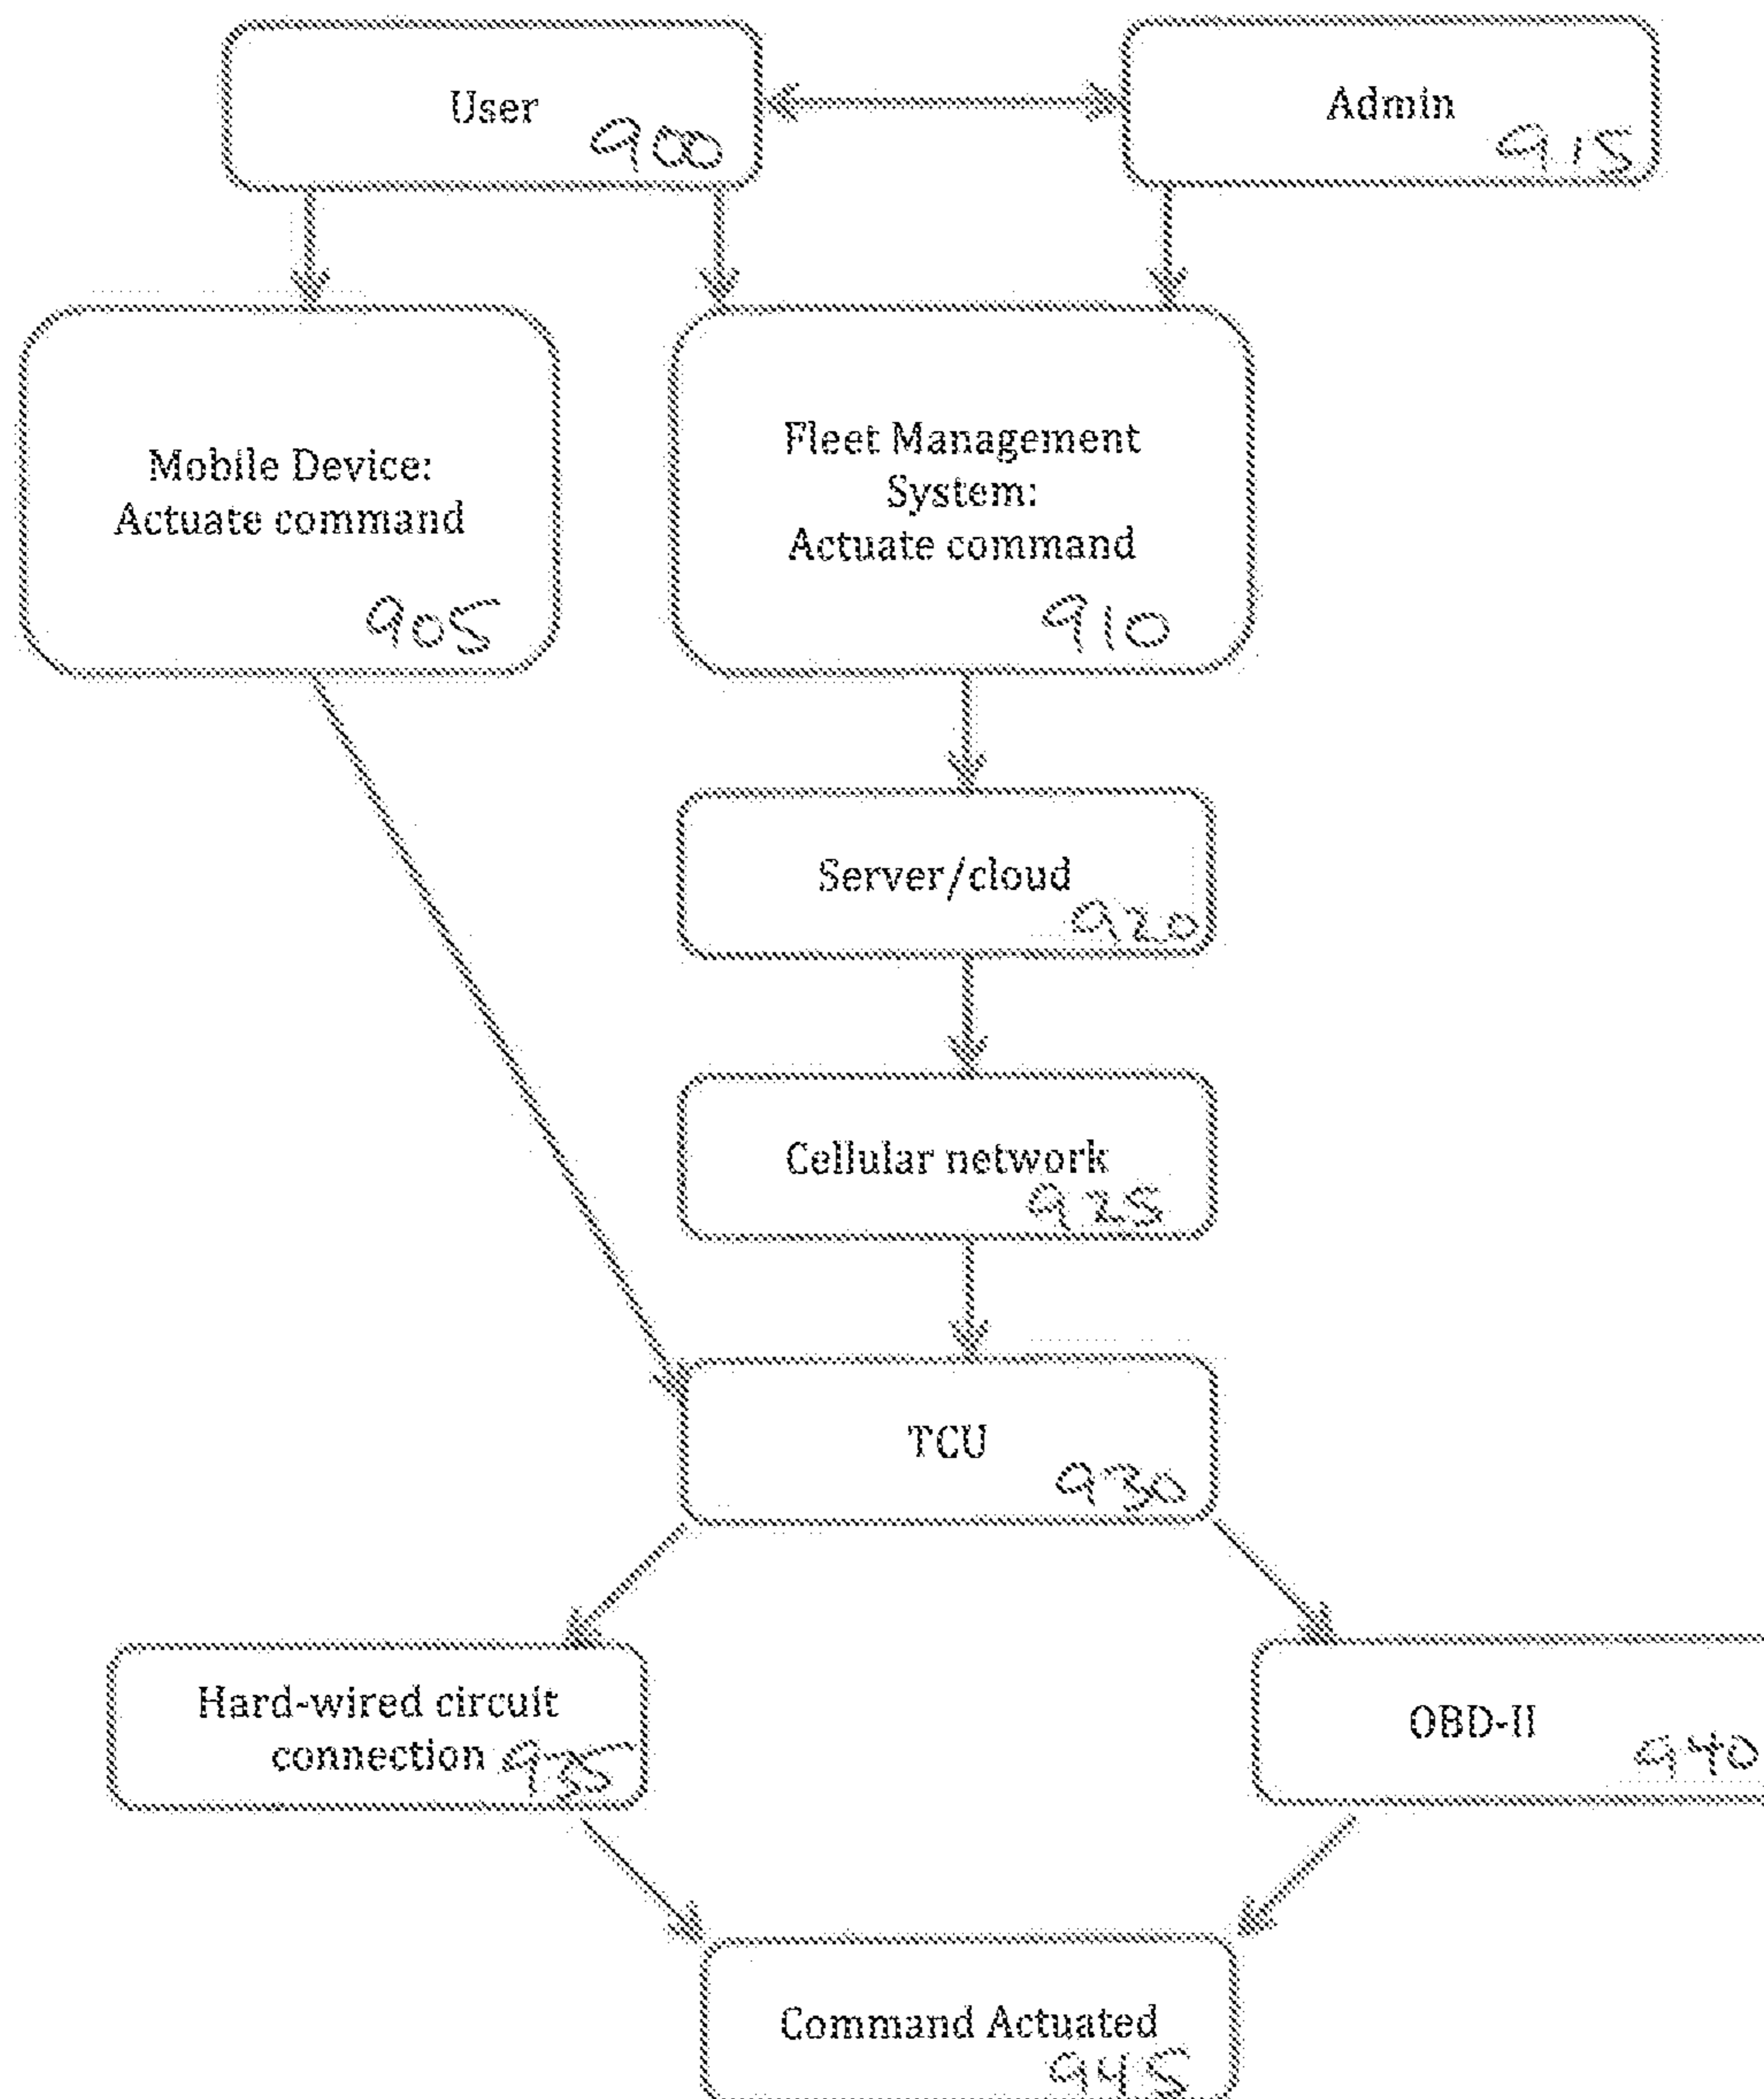 User
900
Admin
915
Mobile Device:
Actuate command
905
Fleet Management
System:
Actuate command
910
Server/cloud
920
Cellular network
925
TCU
930
Hard-wired circuit
connection 935
OBD-II
940
Command Actuated
945